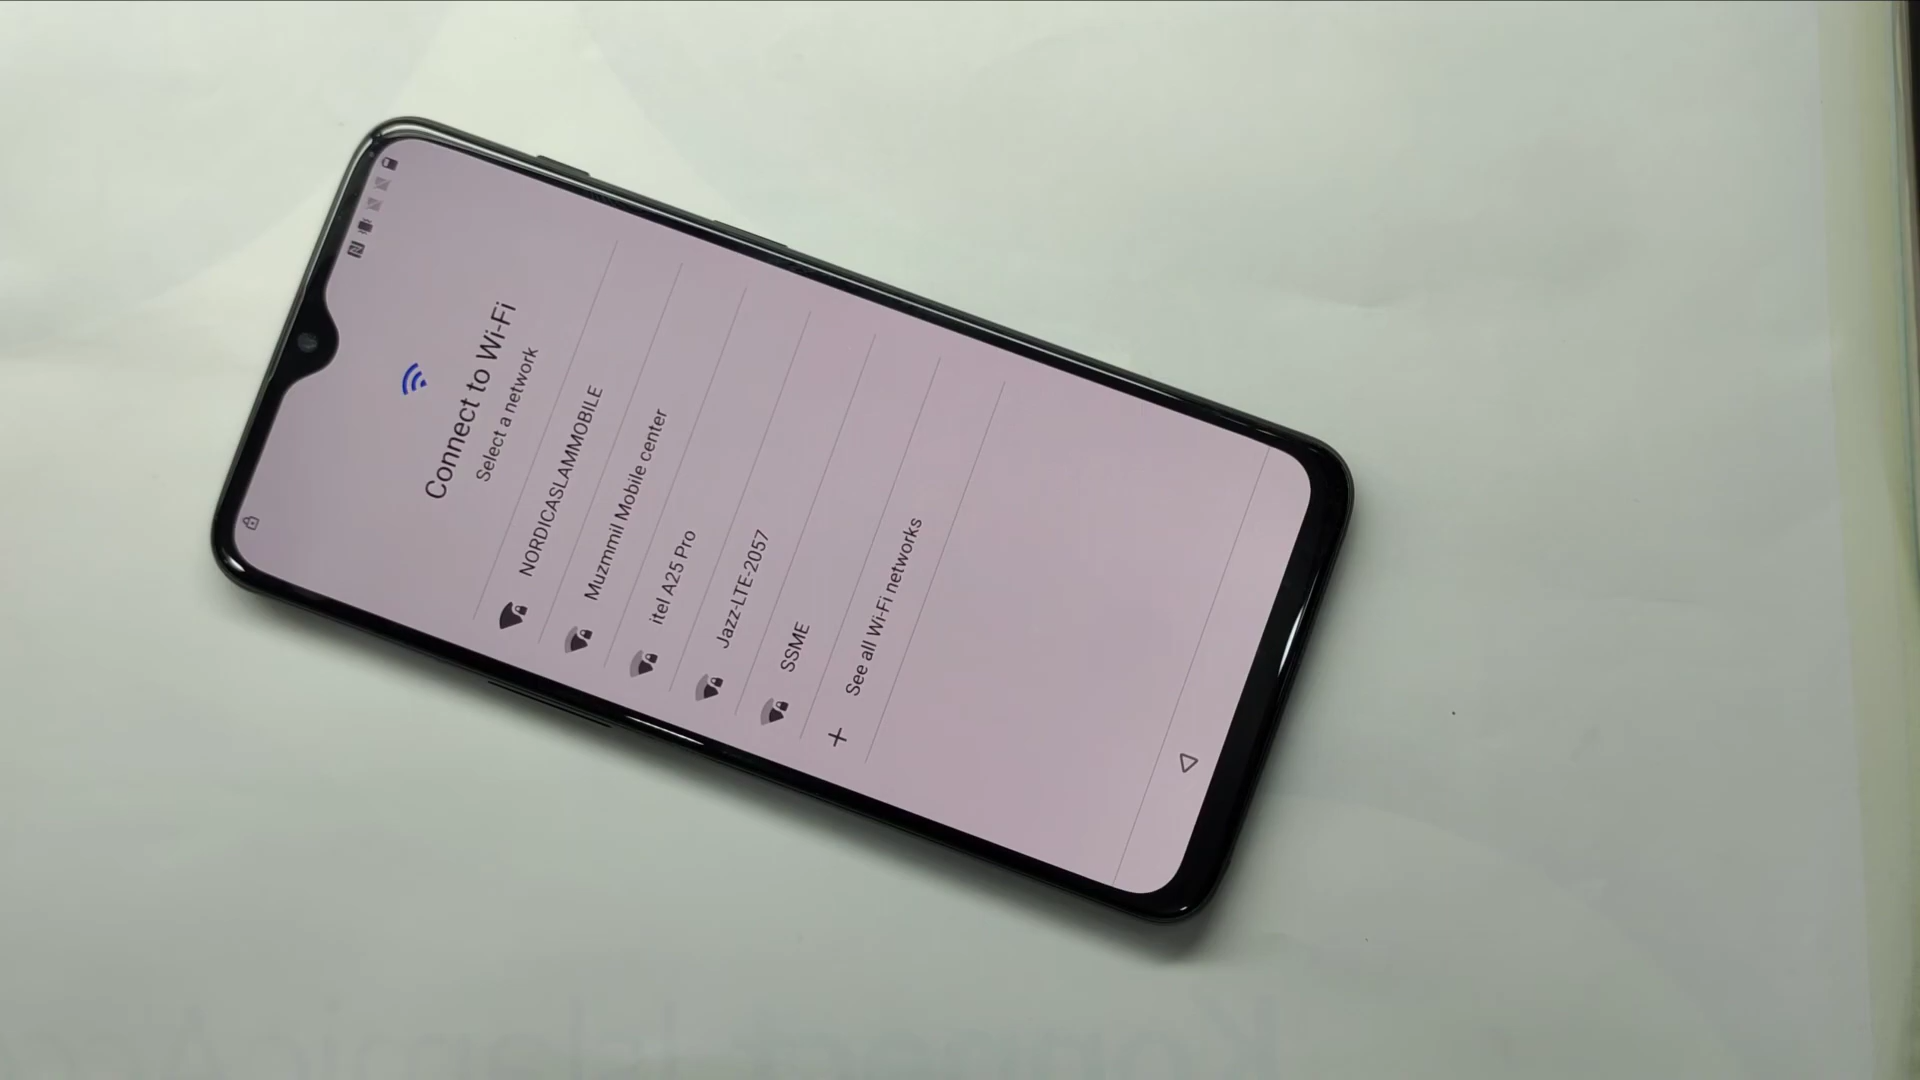 Connect to Wi-Fi
Select a network
NORDICASLAMMOBILE
Muzmmil Mobile center
itel A25 Pro
Jazz-LTE-2057
SSME
See all Wi-Fi networks